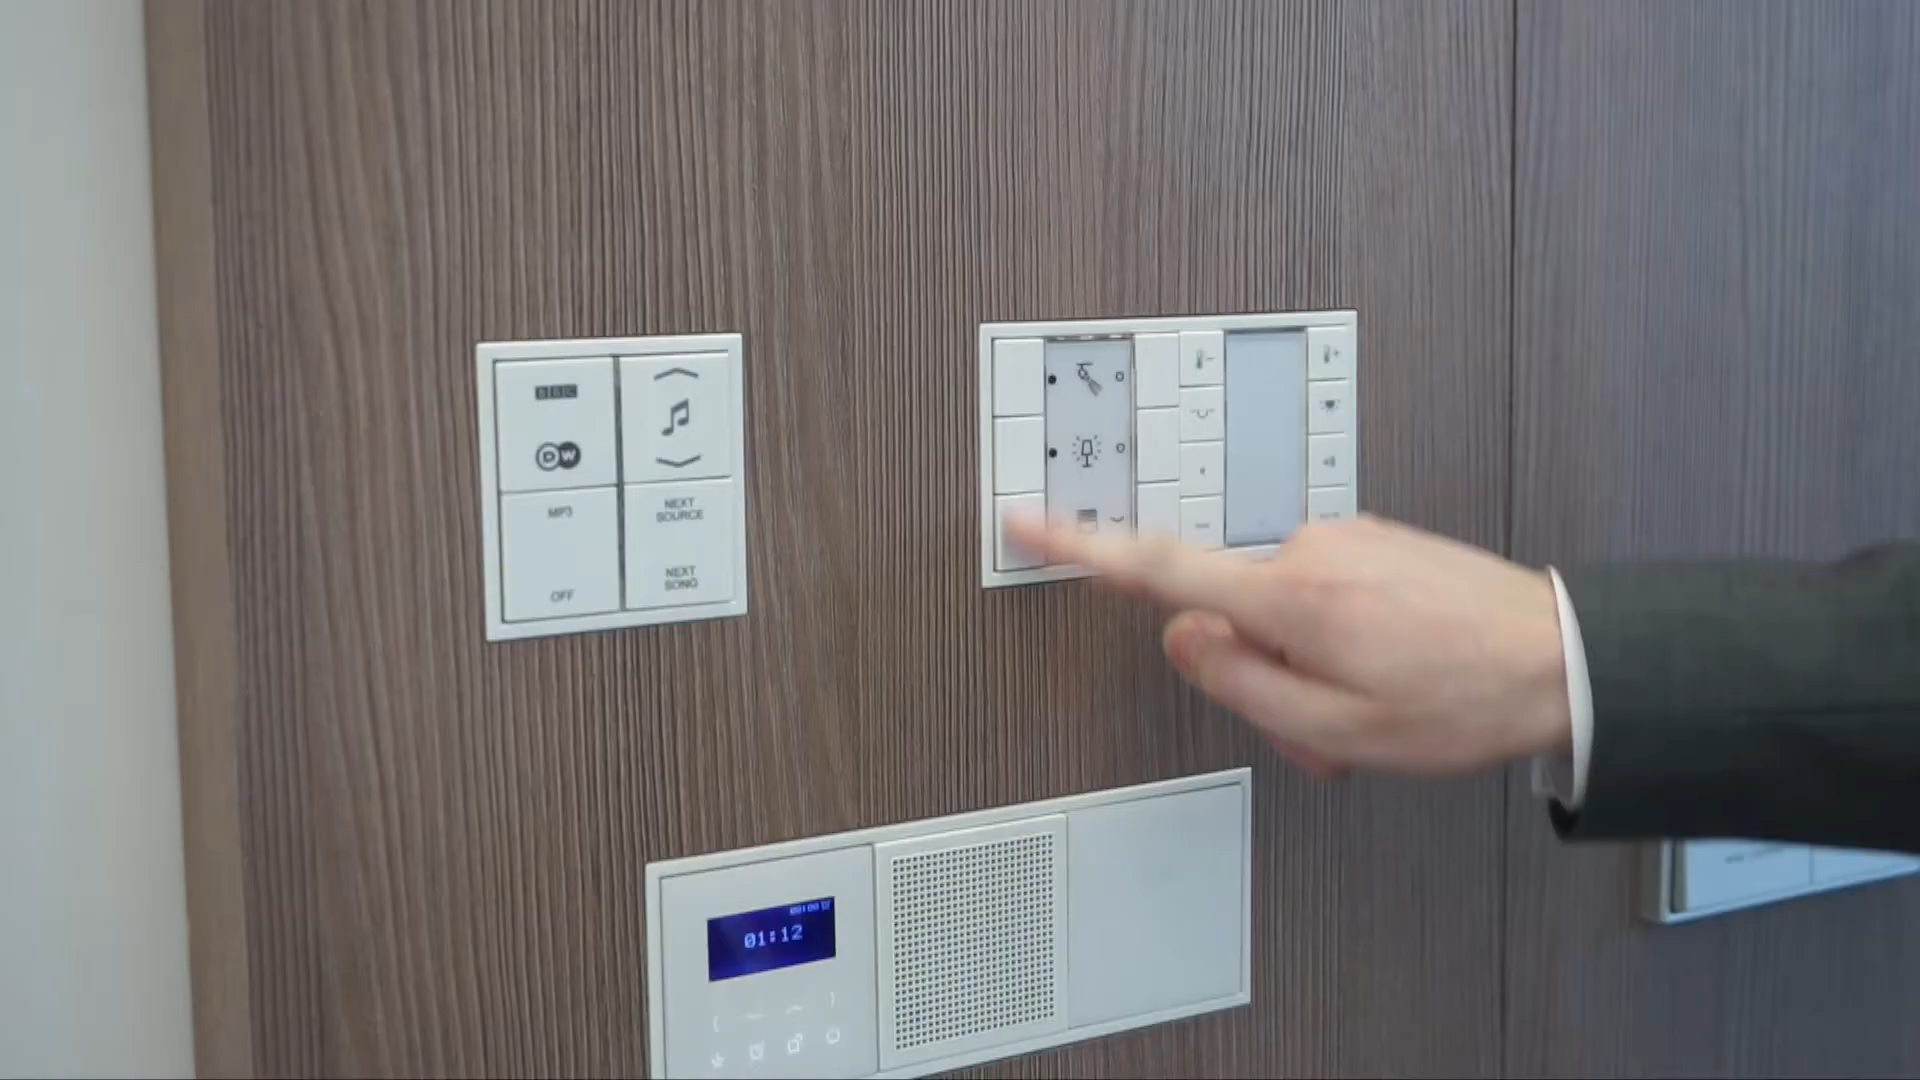 BBC
DW
MP3
OFF
NEXT
SOURCE
NEXT
SONG
01:12